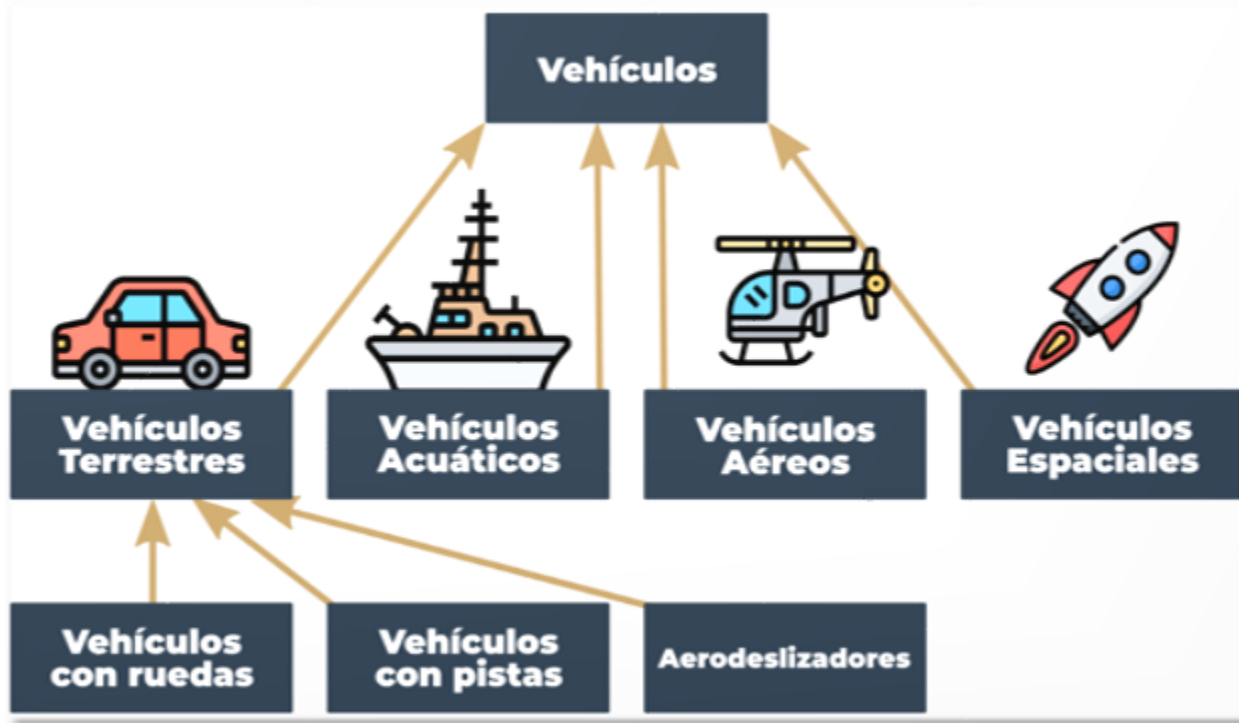 Vehículos
Vehículos
Terrestres
Vehículos
Acuáticos
Vehículos
Aéreos
Vehículos
Espaciales
Vehículos
con ruedas
Vehículos
con pistas
Aerodeslizadores